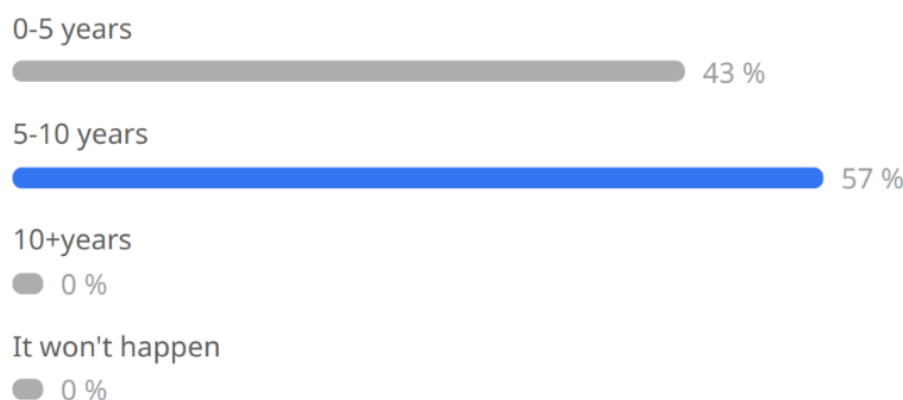 0-5 years
43 %
5-10 years
57 %
10+years
0 %
It won't happen
0 %